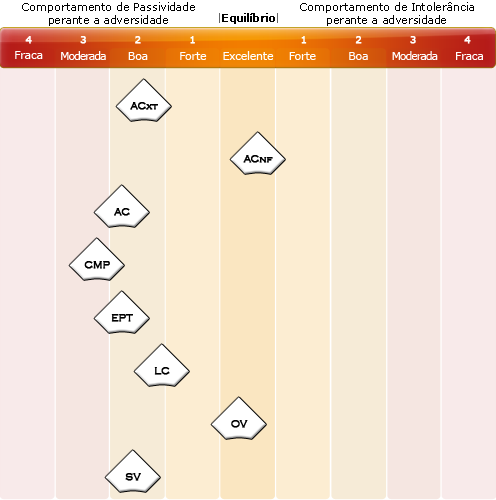 Comportamento de Passividade
perante a adversidade
|Equilíbrio|
Comportamento de Intolerância
perante a adversidade
4 3 2 1 1 2 3 4
Fraca Moderada Boa Forte Excelente Forte Boa Moderada Fraca
ACXT
ACNF
AC
CMP
EPT
LC
OV
SV